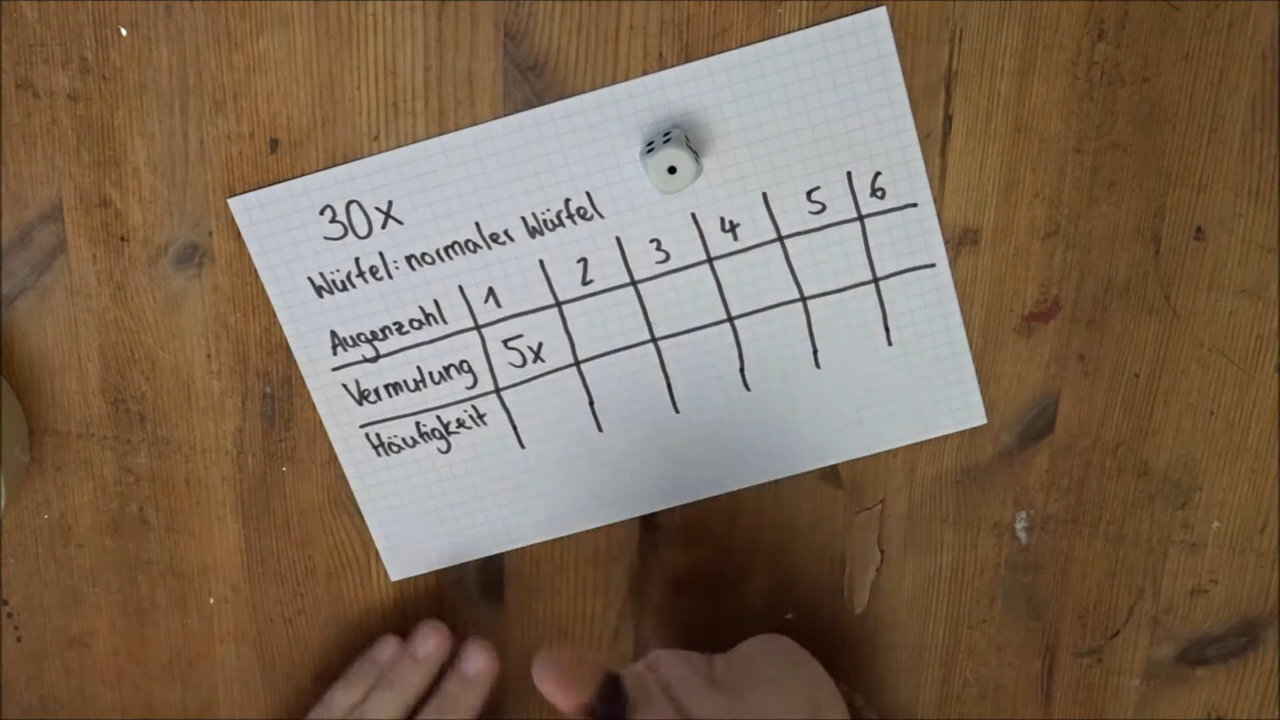 30x
Würfel: normaler Würfel
Augenzahl 1 2 3 4 5 6
Vermutung 5x
Häufigkeit